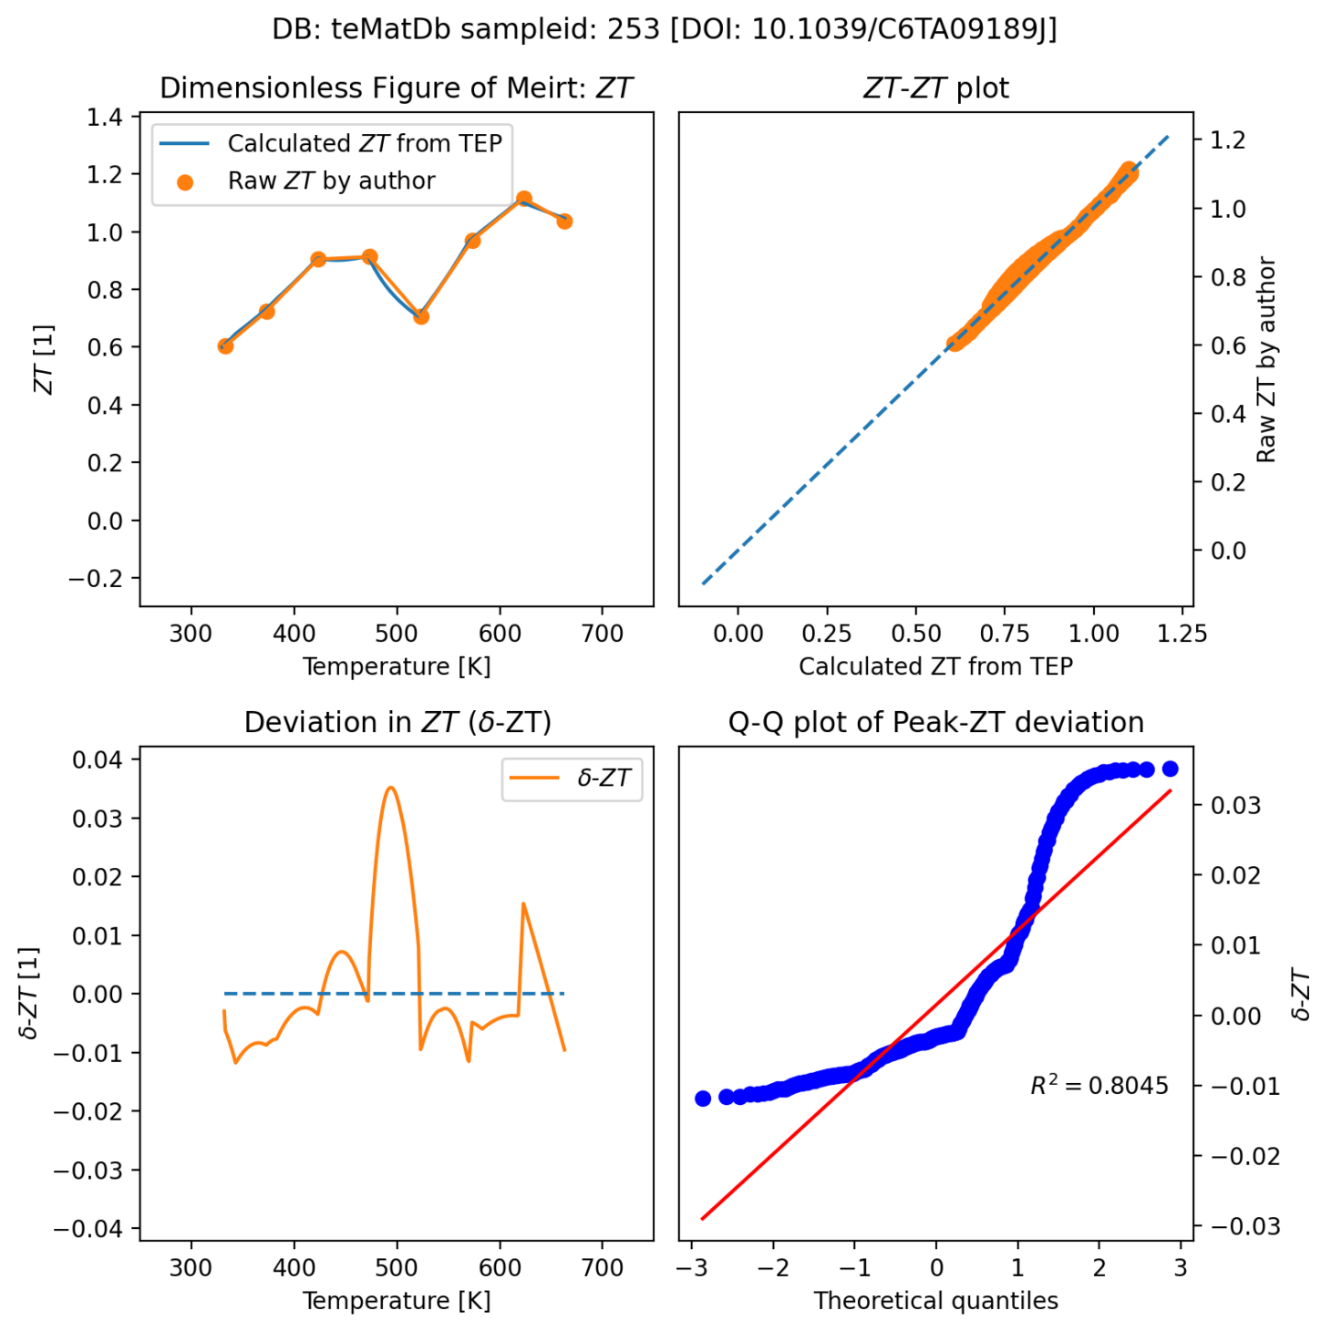 DB: teMatDb sampleid: 253 [DOI: 10.1039/C6TA09189J]
Dimensionless Figure of Meirt: ZT
1.4
1.2
1.0
0.8
0.6
0.4
0.2
0.0
−0.2
ZT [1]
Calculated ZT from TEP
Raw ZT by author
300 400 500 600 700
Temperature [K]
ZT-ZT plot
1.2
1.0
0.8
0.6
0.4
0.2
0.0
Raw ZT by author
0.00 0.25 0.50 0.75 1.00 1.25
Calculated ZT from TEP
Deviation in ZT (δ-ZT)
0.04
0.03
0.02
0.01
0.00
−0.01
−0.02
−0.03
−0.04
δ-ZT [1]
δ-ZT
300 400 500 600 700
Temperature [K]
Q-Q plot of Peak-ZT deviation
0.03
0.02
0.01
0.00
−0.01
−0.02
−0.03
δ-ZT
R² = 0.8045
−3 −2 −1 0 1 2 3
Theoretical quantiles